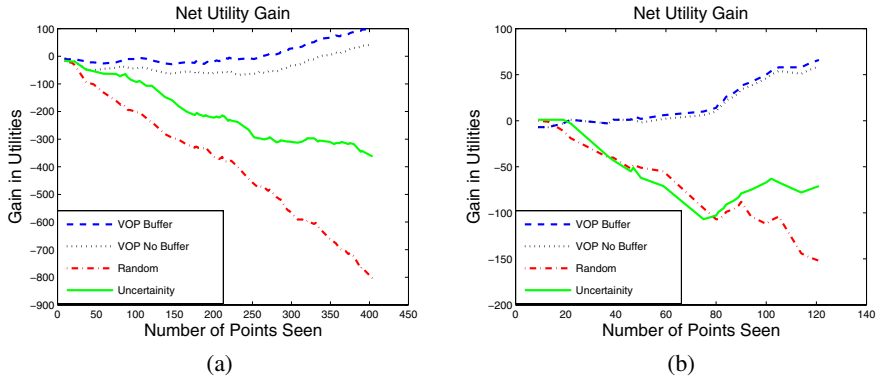 Net Utility Gain
100
0
−100
−200
−300
−400
−500
−600
−700
−800
−900
Gain in Utilities
VOP Buffer
VOP No Buffer
Random
Uncertainity
0 50 100 150 200 250 300 350 400 450
Number of Points Seen
(a)
Net Utility Gain
100
50
0
−50
−100
−150
−200
Gain in Utilities
VOP Buffer
VOP No Buffer
Random
Uncertainity
0 20 40 60 80 100 120 140
Number of Points Seen
(b)